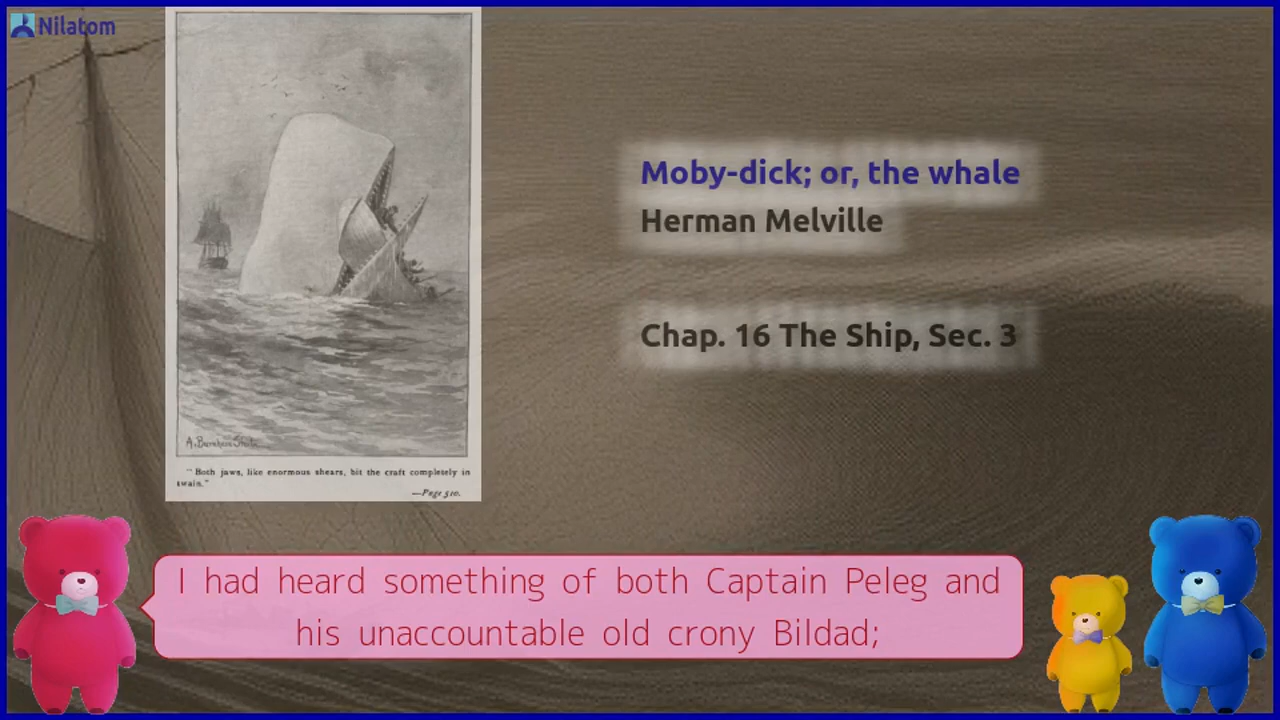 Nilatom
Moby-dick; or, the whale
Herman Melville
Chap. 16 The Ship, Sec. 3
A. Burnham Shute
"Both jaws, like enormous shears, bit the craft completely in
twain."
—Page 510.
I had heard something of both Captain Peleg and
his unaccountable old crony Bildad;